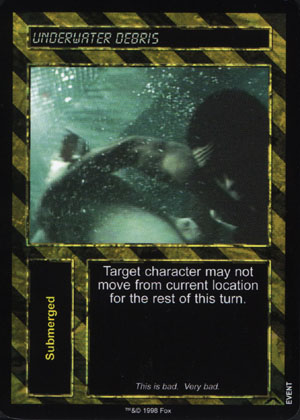 UNDERWATER DEBRIS
Submerged
Target character may not
move from current location
for the rest of this turn.
This is bad. Very bad.
EVENT
™&© 1998 Fox